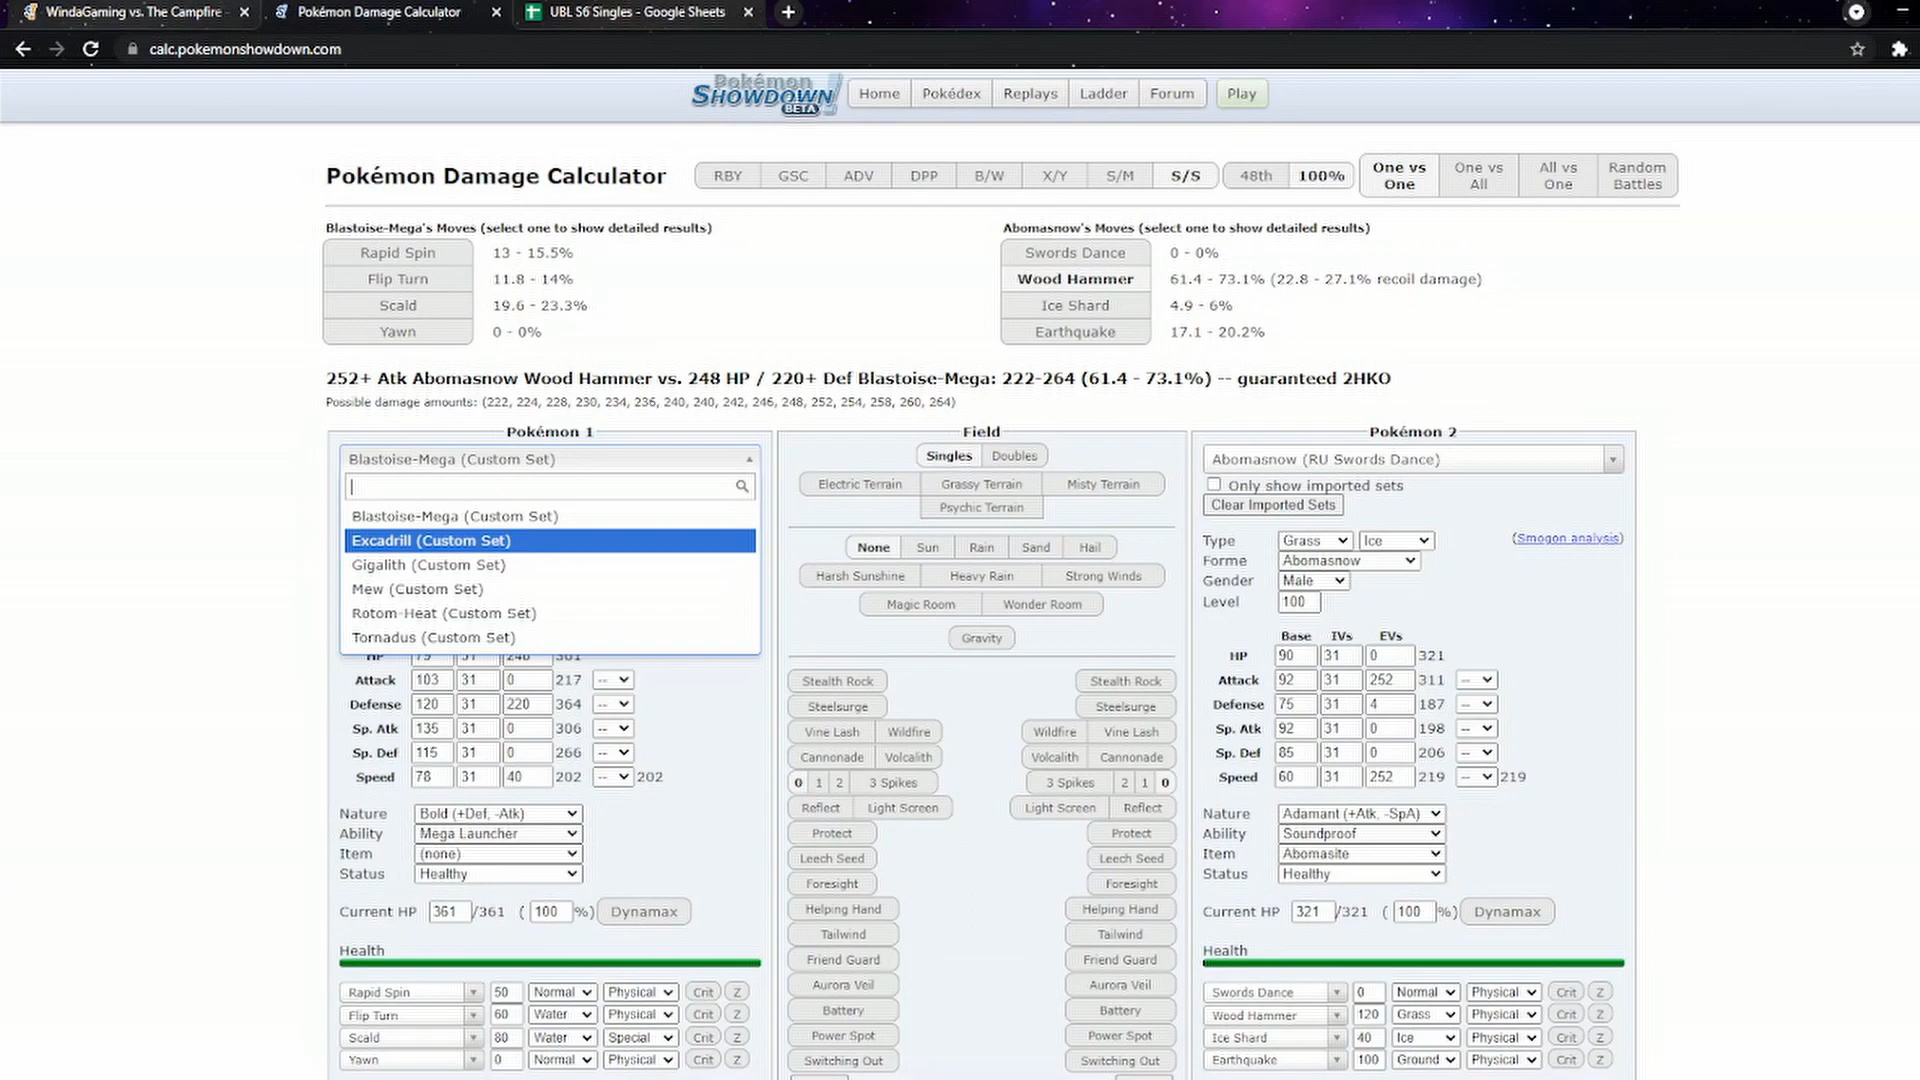 WindaGaming vs. The Campfire
Pokémon Damage Calculator
UBL S6 Singles - Google Sheets
calc.pokemonshowdown.com
Pokémon
SHOWDOWN
BETA
Home
Pokédex
Replays
Ladder
Forum
Play
Pokémon Damage Calculator
RBY GSC ADV DPP B/W X/Y S/M S/S
48th 100%
One vs One
One vs All
All vs One
Random Battles
Blastoise-Mega's Moves (select one to show detailed results)
Rapid Spin 13 - 15.5%
Flip Turn 11.8 - 14%
Scald 19.6 - 23.3%
Yawn 0 - 0%
Abomasnow's Moves (select one to show detailed results)
Swords Dance 0 - 0%
Wood Hammer 61.4 - 73.1% (22.8 - 27.1% recoil damage)
Ice Shard 4.9 - 6%
Earthquake 17.1 - 20.2%
252+ Atk Abomasnow Wood Hammer vs. 248 HP / 220+ Def Blastoise-Mega: 222-264 (61.4 - 73.1%) -- guaranteed 2HKO
Possible damage amounts: (222, 224, 228, 230, 234, 236, 240, 240, 242, 246, 248, 252, 254, 258, 260, 264)
Pokémon 1
Blastoise-Mega (Custom Set)
Blastoise-Mega (Custom Set)
Excadrill (Custom Set)
Gigalith (Custom Set)
Mew (Custom Set)
Rotom-Heat (Custom Set)
Tornadus (Custom Set)
HP 79 31 248 361
Attack 103 31 0 217 --
Defense 120 31 220 364 --
Sp. Atk 135 31 0 306 --
Sp. Def 115 31 0 266 --
Speed 78 31 40 202 -- 202
Nature Bold (+Def, -Atk)
Ability Mega Launcher
Item (none)
Status Healthy
Current HP 361 /361 ( 100 %) Dynamax
Health
Rapid Spin 50 Normal Physical Crit Z
Flip Turn 60 Water Physical Crit Z
Scald 80 Water Special Crit Z
Yawn 0 Normal Physical Crit Z
Field
Singles Doubles
Electric Terrain Grassy Terrain Misty Terrain
Psychic Terrain
None Sun Rain Sand Hail
Harsh Sunshine Heavy Rain Strong Winds
Magic Room Wonder Room
Gravity
Stealth Rock Stealth Rock
Steelsurge Steelsurge
Vine Lash Wildfire Wildfire Vine Lash
Cannonade Volcalith Volcalith Cannonade
0 1 2 3 Spikes 3 Spikes 2 1 0
Reflect Light Screen Light Screen Reflect
Protect Protect
Leech Seed Leech Seed
Foresight Foresight
Helping Hand Helping Hand
Tailwind Tailwind
Friend Guard Friend Guard
Aurora Veil Aurora Veil
Battery Battery
Power Spot Power Spot
Switching Out Switching Out
Pokémon 2
Abomasnow (RU Swords Dance)
Only show imported sets
Clear Imported Sets
Type Grass Ice (Smogon analysis)
Forme Abomasnow
Gender Male
Level 100
Base IVs EVs
HP 90 31 0 321
Attack 92 31 252 311 --
Defense 75 31 4 187 --
Sp. Atk 92 31 0 198 --
Sp. Def 85 31 0 206 --
Speed 60 31 252 219 -- 219
Nature Adamant (+Atk, -SpA)
Ability Soundproof
Item Abomasite
Status Healthy
Current HP 321 /321 ( 100 %) Dynamax
Health
Swords Dance 0 Normal Physical Crit Z
Wood Hammer 120 Grass Physical Crit Z
Ice Shard 40 Ice Physical Crit Z
Earthquake 100 Ground Physical Crit Z